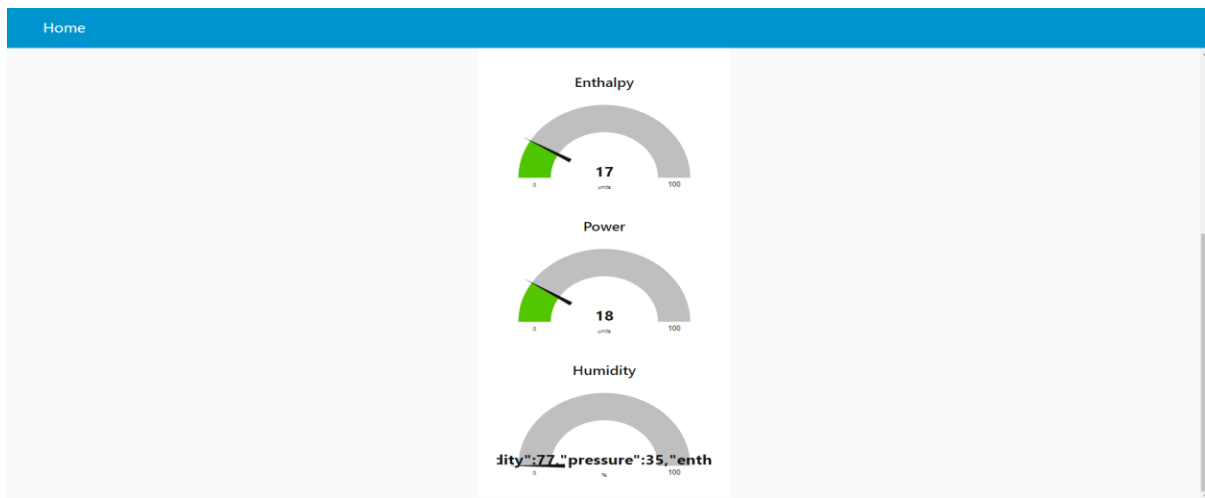 Home
Enthalpy
17
units
0 100
Power
18
units
0 100
Humidity
dity":77,"pressure":35,"enth
0 % 100